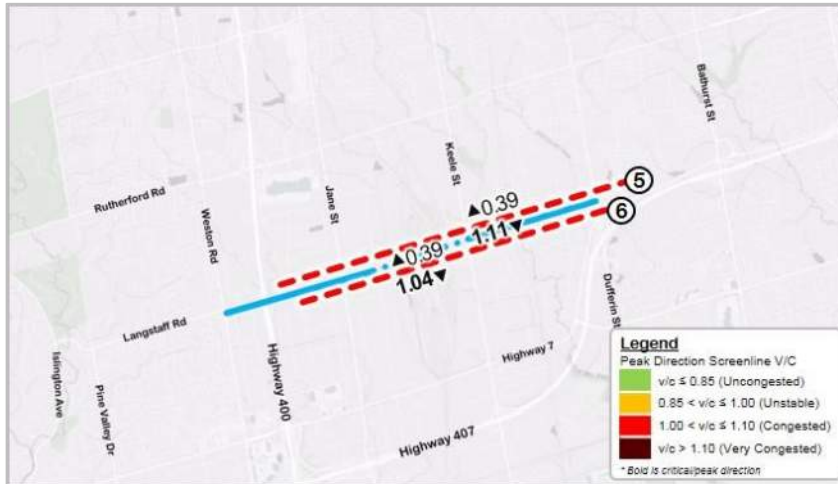 Bathurst St
Rutherford Rd
Keele St
Jane St
Weston Rd
5
▲0.39
6
1.11▼
▲0.39
1.04▼
Dufferin St
Langstaff Rd
Highway 400
Islington Ave
Pine Valley Dr
Highway 7
Highway 407
Legend
Peak Direction Screenline V/C
v/c ≤ 0.85 (Uncongested)
0.85 < v/c ≤ 1.00 (Unstable)
1.00 < v/c ≤ 1.10 (Congested)
v/c > 1.10 (Very Congested)
* Bold is critical/peak direction